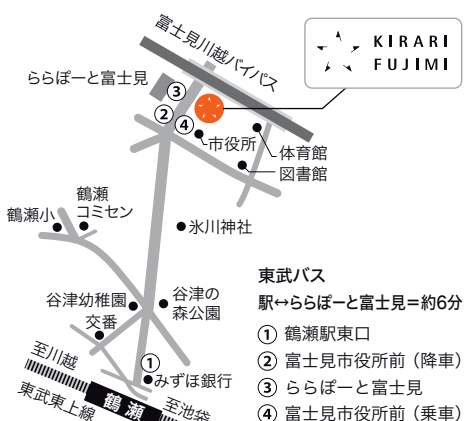 富士見川越バイパス
KIRARI
FUJIMI
ららぽーと富士見
③
②
④
市役所
体育館
図書館
鶴瀬
コミセン
鶴瀬小
氷川神社
谷津幼稚園
谷津の
森公園
交番
①
みずほ銀行
至川越
東武東上線
鶴瀬
至池袋
東武バス
駅↔ららぽーと富士見=約6分
① 鶴瀬駅東口
② 富士見市役所前（降車）
③ ららぽーと富士見
④ 富士見市役所前（乗車）